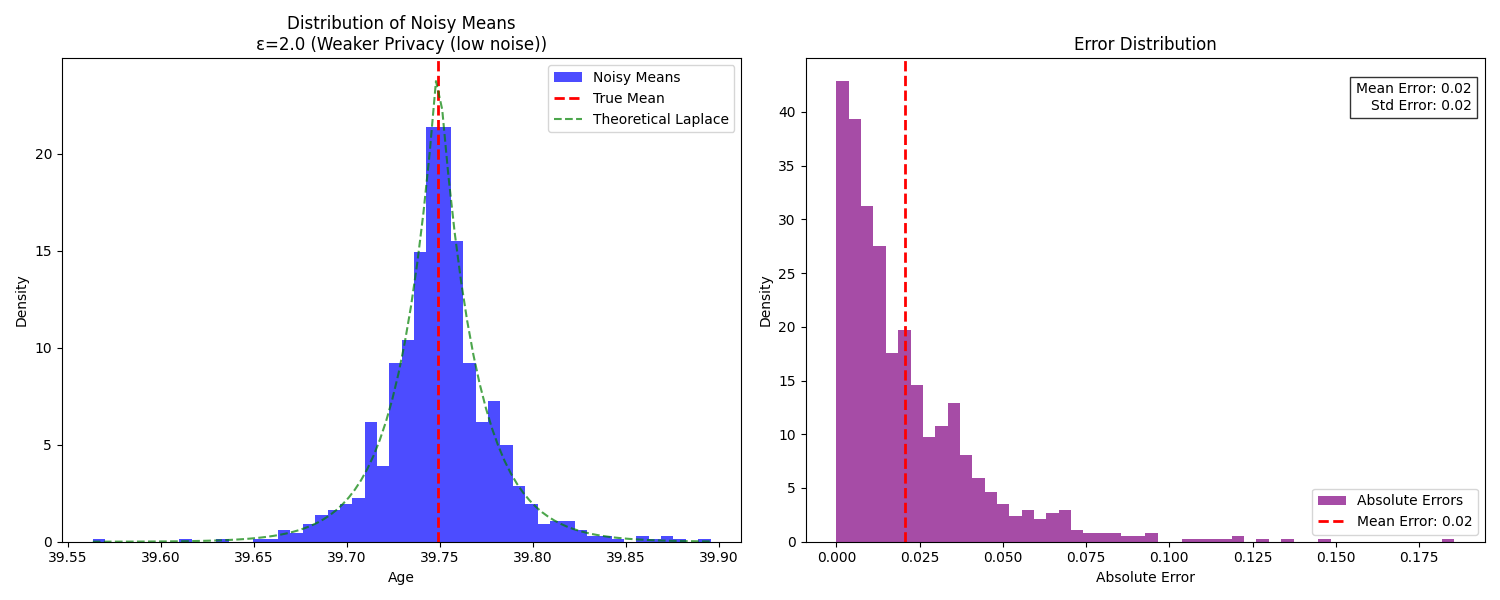 Distribution of Noisy Means
ε=2.0 (Weaker Privacy (low noise))
Noisy Means
True Mean
Theoretical Laplace
Density
20
15
10
5
0
39.55
39.60
39.65
39.70
39.75
39.80
39.85
39.90
Age
Error Distribution
Mean Error: 0.02
Std Error: 0.02
Density
40
35
30
25
20
15
10
5
0
Absolute Errors
Mean Error: 0.02
0.000
0.025
0.050
0.075
0.100
0.125
0.150
0.175
Absolute Error